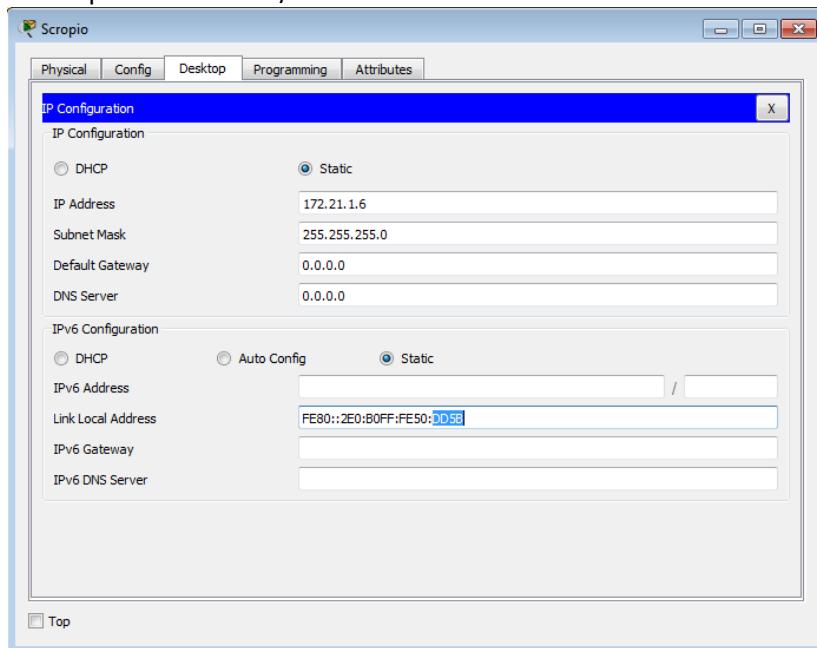 Scropio
Physical Config Desktop Programming Attributes
IP Configuration X
IP Configuration
DHCP Static
IP Address 172.21.1.6
Subnet Mask 255.255.255.0
Default Gateway 0.0.0.0
DNS Server 0.0.0.0
IPv6 Configuration
DHCP Auto Config Static
IPv6 Address /
Link Local Address FE80::2E0:B0FF:FE50:DD5B
IPv6 Gateway
IPv6 DNS Server
Top